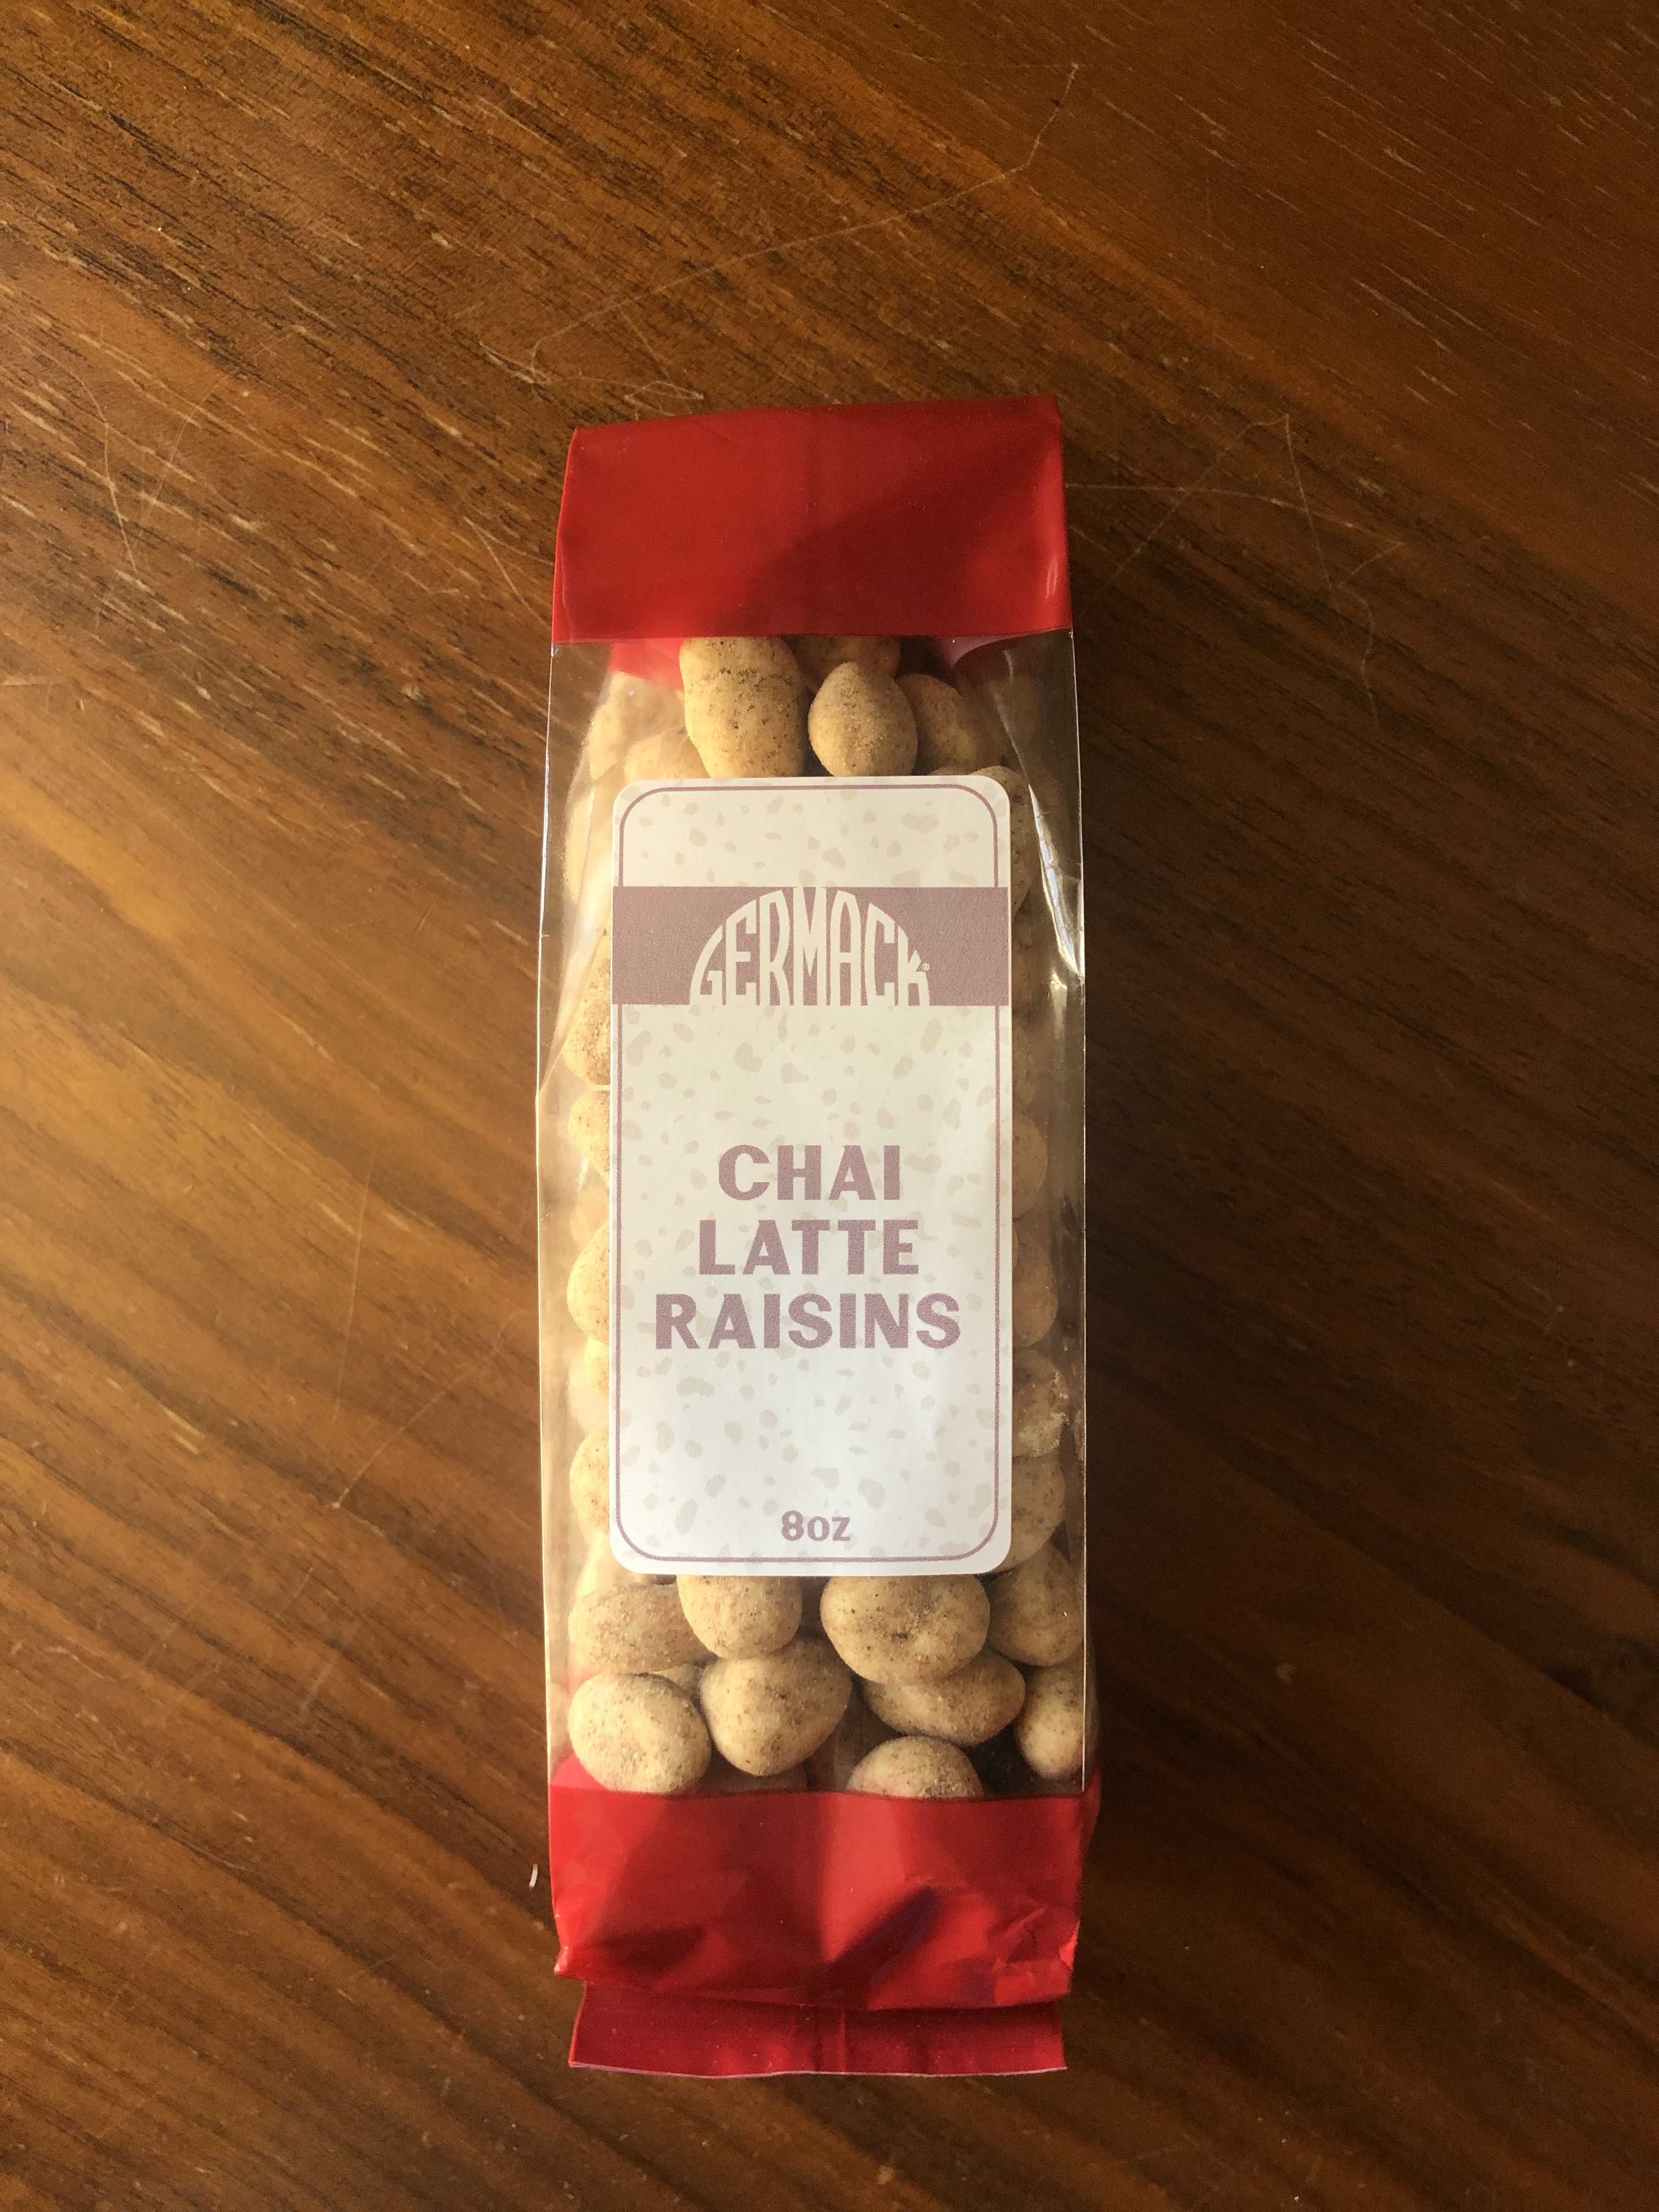 GERMACK®
CHAI
LATTE
RAISINS
8oz